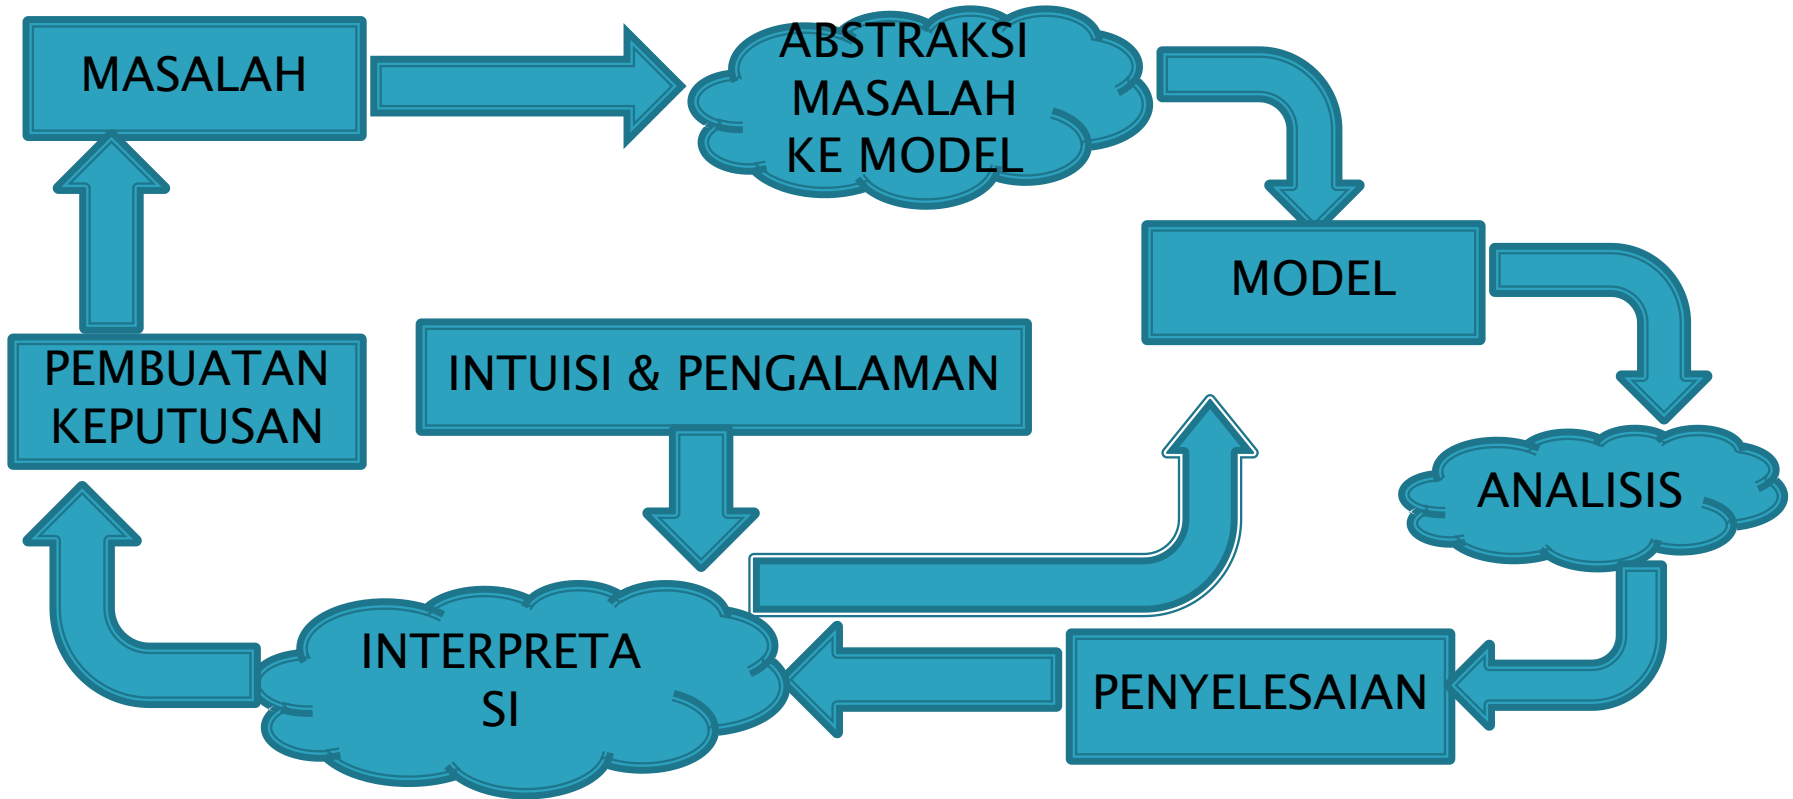 MASALAH
ABSTRAKSI
MASALAH
KE MODEL
MODEL
PEMBUATAN
KEPUTUSAN
INTUISI & PENGALAMAN
ANALISIS
INTERPRETA
SI
PENYELESAIAN